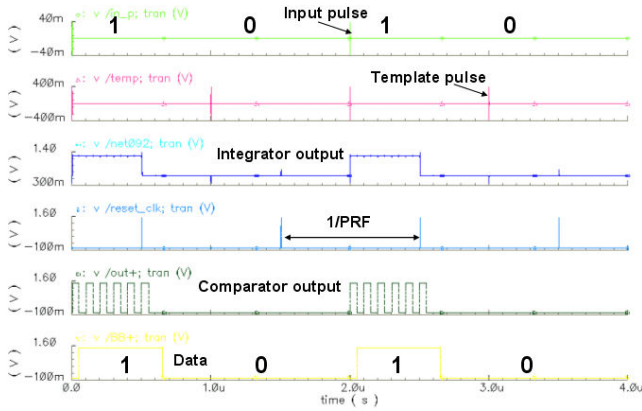 v /in_p; tran (V)
Input pulse
40m
(V)
-40m
1 0 1 0
v /temp; tran (V)
Template pulse
400m
(V)
-400m
v /net092; tran (V)
1.40
(V)
Integrator output
300m
v /reset_clk; tran (V)
1.60
(V)
1/PRF
-100m
v /out+; tran (V)
1.60
(V)
Comparator output
-100m
v /BB+; tran (V)
1.60
(V)
1 Data 0 1 0
-100m
0.0 1.0u 2.0u 3.0u 4.0u
time ( s )